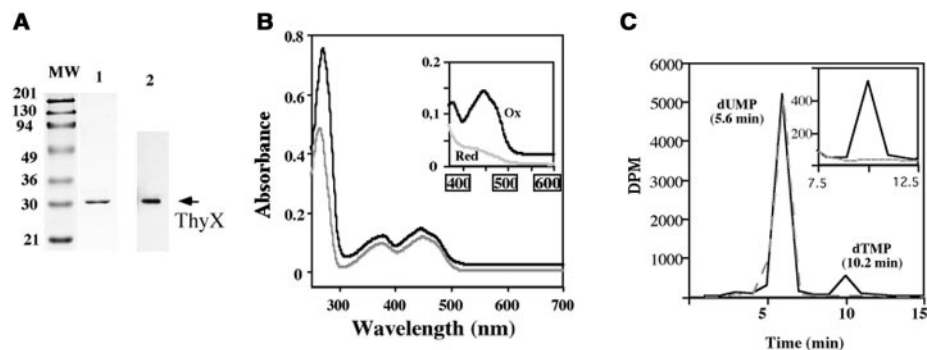 A
MW 1 2
201
130
94
49
36
30
21
ThyX
B
0.8
0.6
0.4
0.2
0
Absorbance
300 400 500 600 700
Wavelength (nm)
0.2
0.1
0
Ox
Red
400 500 600
C
6000
5000
4000
3000
2000
1000
DPM
dUMP
(5.6 min)
dTMP
(10.2 min)
5 10 15
Time (min)
400
200
7.5 12.5